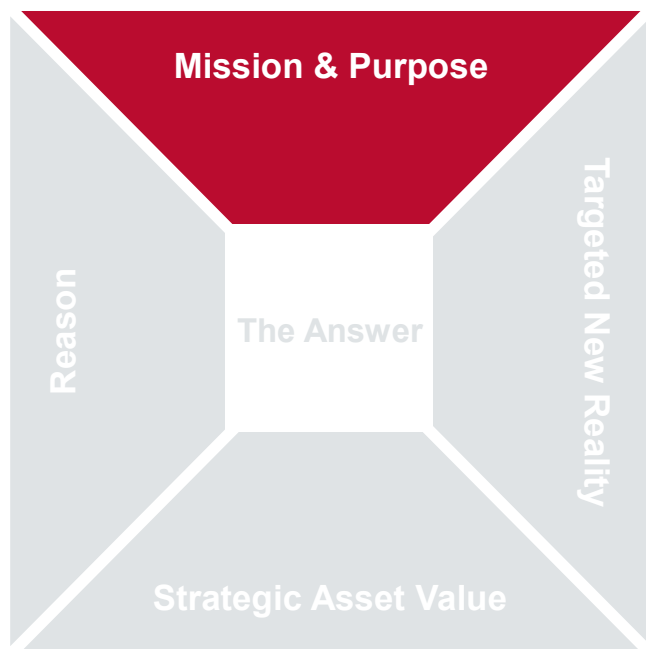 Mission & Purpose
Reason
The Answer
Targeted New Reality
Strategic Asset Value